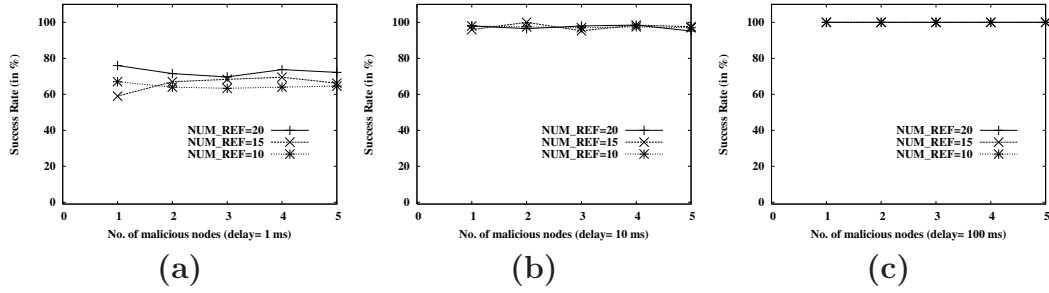 100
80
60
40
20
0
Success Rate (in %)
NUM_REF=20
NUM_REF=15
NUM_REF=10
0 1 2 3 4 5
No. of malicious nodes (delay= 1 ms)
(a)
100
80
60
40
20
0
Success Rate (in %)
NUM_REF=20
NUM_REF=15
NUM_REF=10
0 1 2 3 4 5
No. of malicious nodes (delay= 10 ms)
(b)
100
80
60
40
20
0
Success Rate (in %)
NUM_REF=20
NUM_REF=15
NUM_REF=10
0 1 2 3 4 5
No. of malicious nodes (delay= 100 ms)
(c)